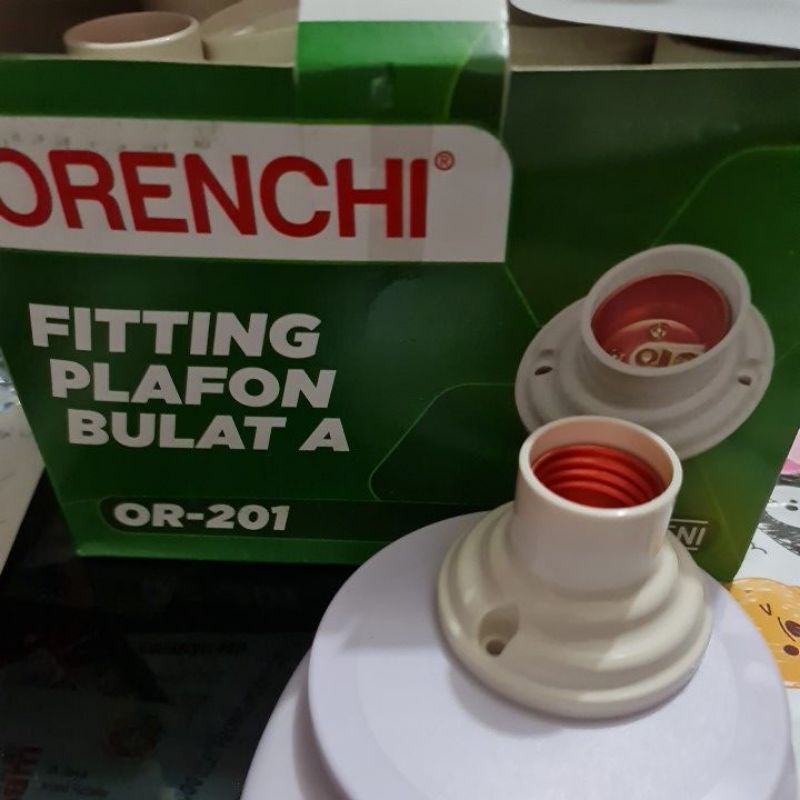 ORENCHI®
FITTING
PLAFON
BULAT A
OR-201